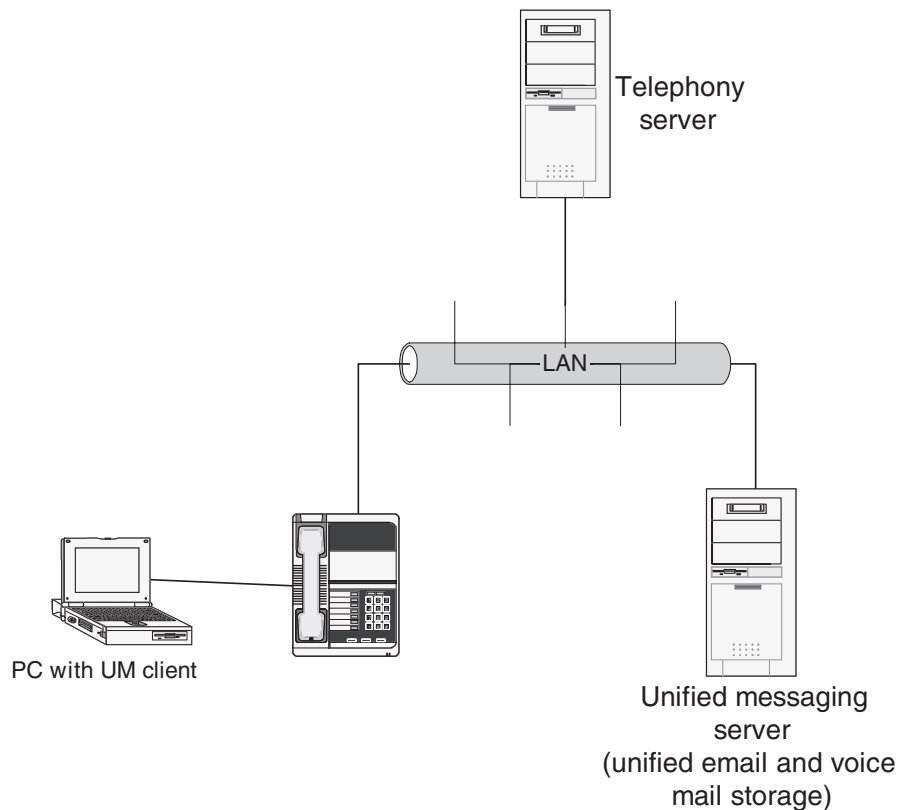 Telephony
server
LAN
PC with UM client
Unified messaging
server
(unified email and voice
mail storage)